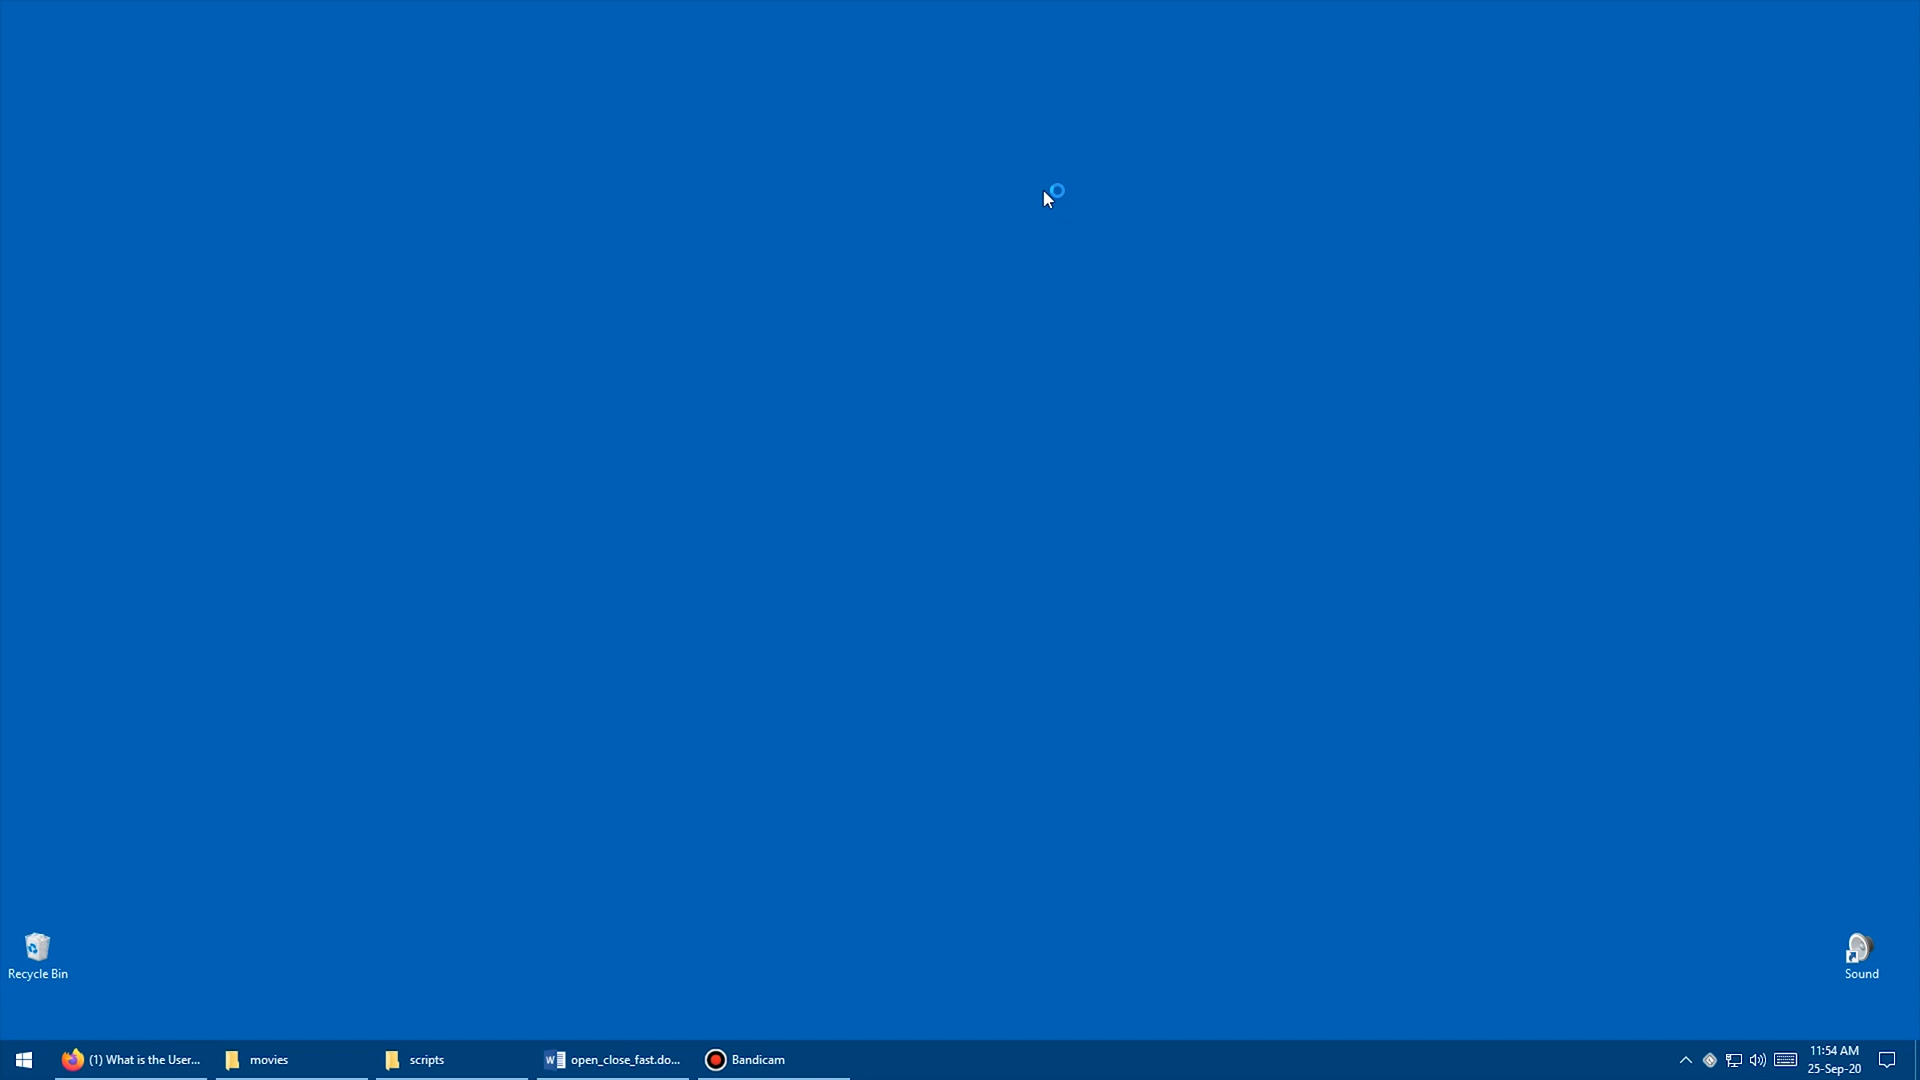 Recycle Bin
Sound
(1) What is the User...
movies
scripts
open_close_fast.do...
Bandicam
11:54 AM
25-Sep-20